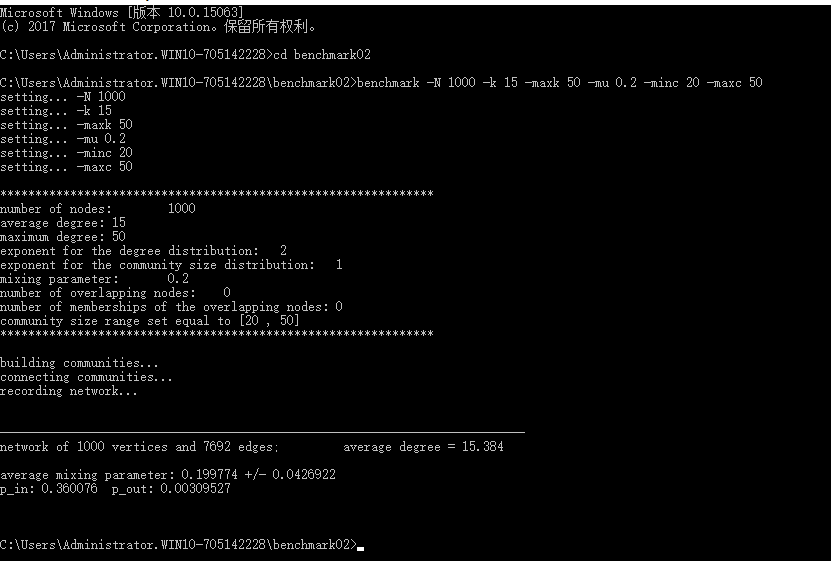 Microsoft Windows [版本 10.0.15063]
(c) 2017 Microsoft Corporation。保留所有权利。
C:\Users\Administrator.WIN10-705142228>cd benchmark02
C:\Users\Administrator.WIN10-705142228\benchmark02>benchmark -N 1000 -k 15 -maxk 50 -mu 0.2 -minc 20 -maxc 50
setting... -N 1000
setting... -k 15
setting... -maxk 50
setting... -mu 0.2
setting... -minc 20
setting... -maxc 50
**************************************************************
number of nodes:        1000
average degree: 15
maximum degree: 50
exponent for the degree distribution:   2
exponent for the community size distribution:   1
mixing parameter:       0.2
number of overlapping nodes:    0
number of memberships of the overlapping nodes: 0
community size range set equal to [20 , 50]
**************************************************************
building communities...
connecting communities...
recording network...
___________________________________________________________________________
network of 1000 vertices and 7692 edges;         average degree = 15.384
average mixing parameter: 0.199774 +/- 0.0426922
p_in: 0.360076  p_out: 0.00309527
C:\Users\Administrator.WIN10-705142228\benchmark02>